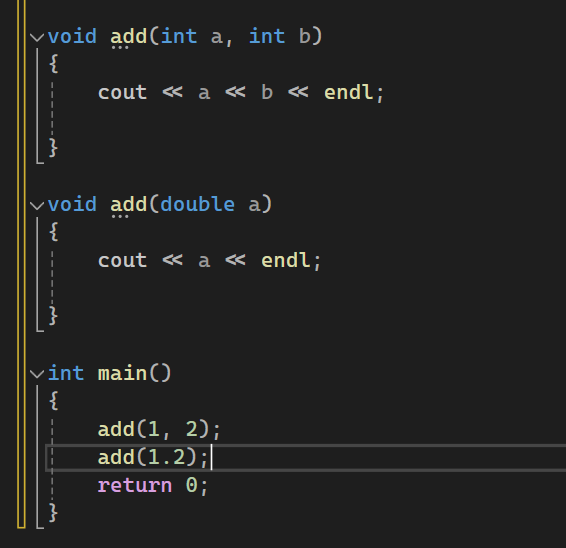 void add(int a, int b)
{
cout << a << b << endl;
}
void add(double a)
{
cout << a << endl;
}
int main()
{
add(1, 2);
add(1.2);
return 0;
}